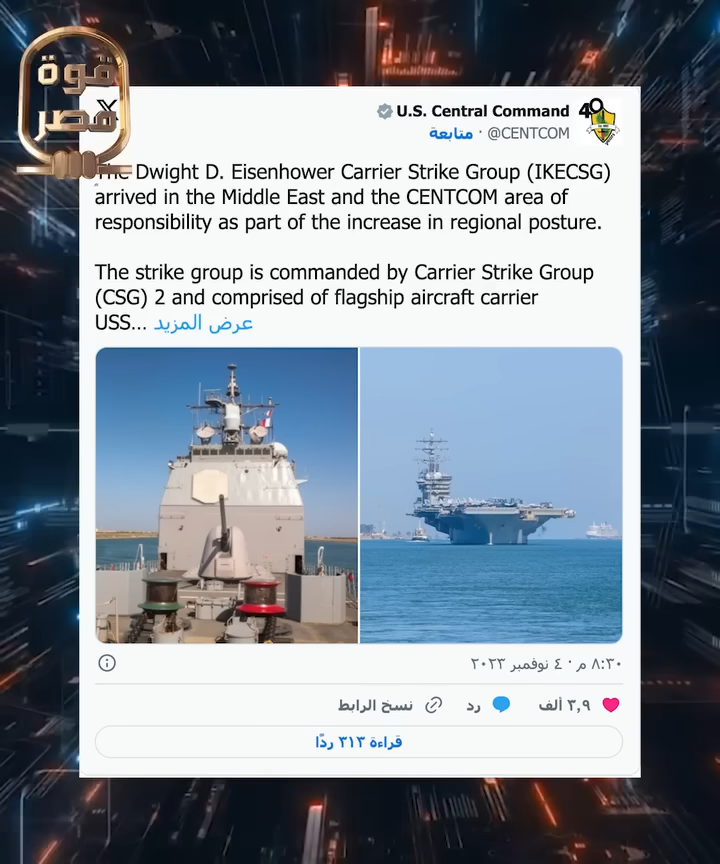 قوة
مصر
U.S. Central Command
متابعة · @CENTCOM
The Dwight D. Eisenhower Carrier Strike Group (IKECSG)
arrived in the Middle East and the CENTCOM area of
responsibility as part of the increase in regional posture.
The strike group is commanded by Carrier Strike Group
(CSG) 2 and comprised of flagship aircraft carrier
USS... عرض المزيد
٨:٣٠ م · ٤ نوفمبر ٢٠٢٣
٣,٩ ألف رد نسخ الرابط
قراءة ٣١٣ ردًا